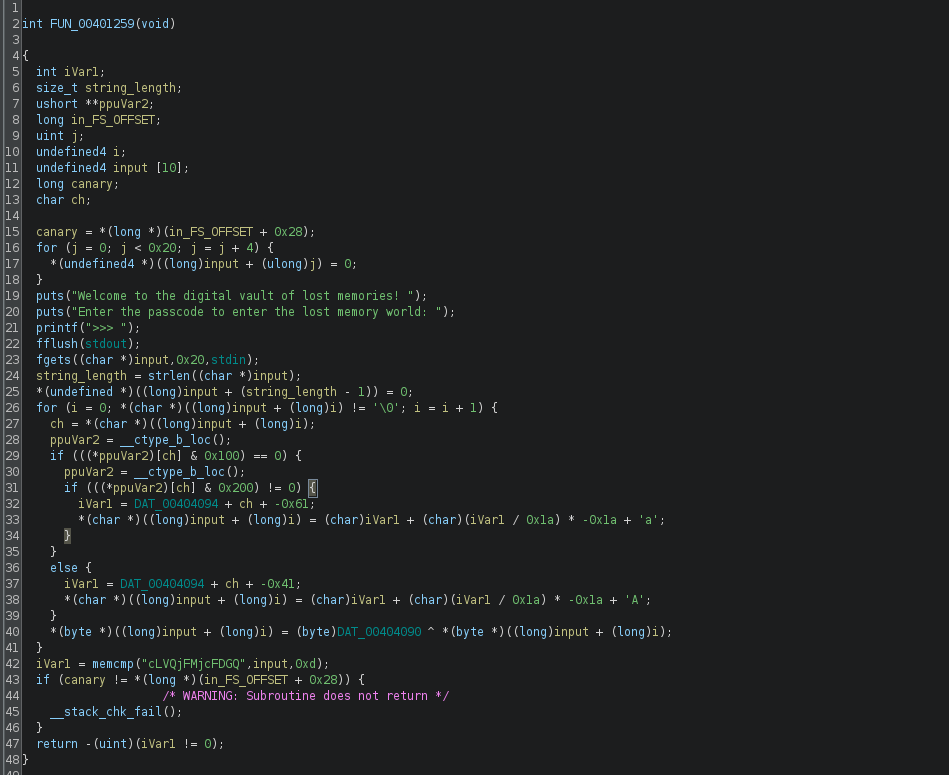 1
2 int FUN_00401259(void)
3
4 {
5   int iVar1;
6   size_t string_length;
7   ushort **ppuVar2;
8   long in_FS_OFFSET;
9   uint j;
10   undefined4 i;
11   undefined4 input [10];
12   long canary;
13   char ch;
14
15   canary = *(long *)(in_FS_OFFSET + 0x28);
16   for (j = 0; j < 0x20; j = j + 4) {
17     *(undefined4 *)((long)input + (ulong)j) = 0;
18   }
19   puts("Welcome to the digital vault of lost memories! ");
20   puts("Enter the passcode to enter the lost memory world: ");
21   printf(">>> ");
22   fflush(stdout);
23   fgets((char *)input,0x20,stdin);
24   string_length = strlen((char *)input);
25   *(undefined *)((long)input + (string_length - 1)) = 0;
26   for (i = 0; *(char *)((long)input + (long)i) != '\0'; i = i + 1) {
27     ch = *(char *)((long)input + (long)i);
28     ppuVar2 = __ctype_b_loc();
29     if (((*ppuVar2)[ch] & 0x100) == 0) {
30       ppuVar2 = __ctype_b_loc();
31       if (((*ppuVar2)[ch] & 0x200) != 0) {
32         iVar1 = DAT_00404094 + ch + -0x61;
33         *(char *)((long)input + (long)i) = (char)iVar1 + (char)(iVar1 / 0x1a) * -0x1a + 'a';
34       }
35     }
36     else {
37       iVar1 = DAT_00404094 + ch + -0x41;
38       *(char *)((long)input + (long)i) = (char)iVar1 + (char)(iVar1 / 0x1a) * -0x1a + 'A';
39     }
40     *(byte *)((long)input + (long)i) = (byte)DAT_00404090 ^ *(byte *)((long)input + (long)i);
41   }
42   iVar1 = memcmp("cLVQjFMjcFDGQ",input,0xd);
43   if (canary != *(long *)(in_FS_OFFSET + 0x28)) {
44                     /* WARNING: Subroutine does not return */
45     __stack_chk_fail();
46   }
47   return -(uint)(iVar1 != 0);
48 }